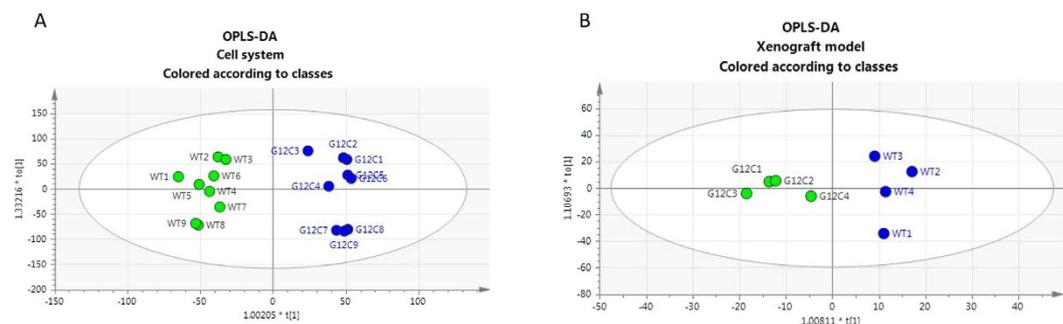 A
OPLS-DA
Cell system
Colored according to classes
1.33216 * to[1]
150
100
50
0
-50
-100
-150
-200
-150
-100
-50
0
50
100
1.00205 * t[1]
WT1
WT2
WT3
WT5
WT6
WT4
WT7
WT9
WT8
G12C3
G12C2
G12C1
G12C5
G12C6
G12C4
G12C7
G12C8
G12C9
B
OPLS-DA
Xenograft model
Colored according to classes
1.10693 * to[1]
60
40
20
0
-20
-40
-60
-80
-50
-40
-30
-20
-10
0
10
20
30
40
1.00811 * t[1]
G12C1
G12C2
G12C3
G12C4
WT3
WT2
WT4
WT1